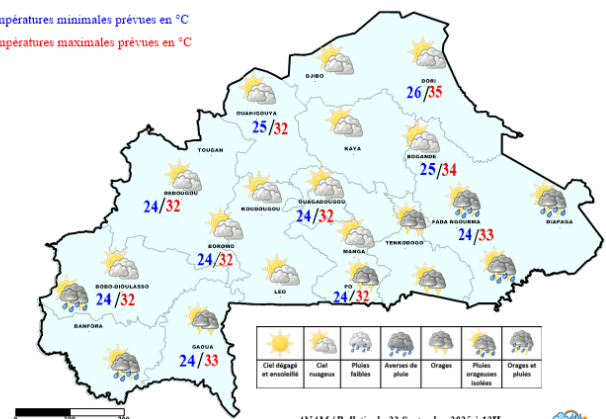 températures minimales prévues en °C
températures maximales prévues en °C
DJIBO
DORI
26/35
OUAHIGOUYA
25/32
TOUGAN
KAYA
BOGANDE
25/34
DEDOUGOU
24/32
KOUDOUGOU
OUAGADOUGOU
24/32
FADA NGOURMA
24/33
DIAPAGA
BOROMO
24/32
MANGA
TENKODOGO
BOBO-DIOULASSO
24/32
LEO
PO
24/32
BANFORA
GAOUA
24/33
Ciel dégagé et ensoleillé
Ciel nuageux
Pluies faibles
Averses de pluie
Orages
Pluies orageuses isolées
Orages et pluies